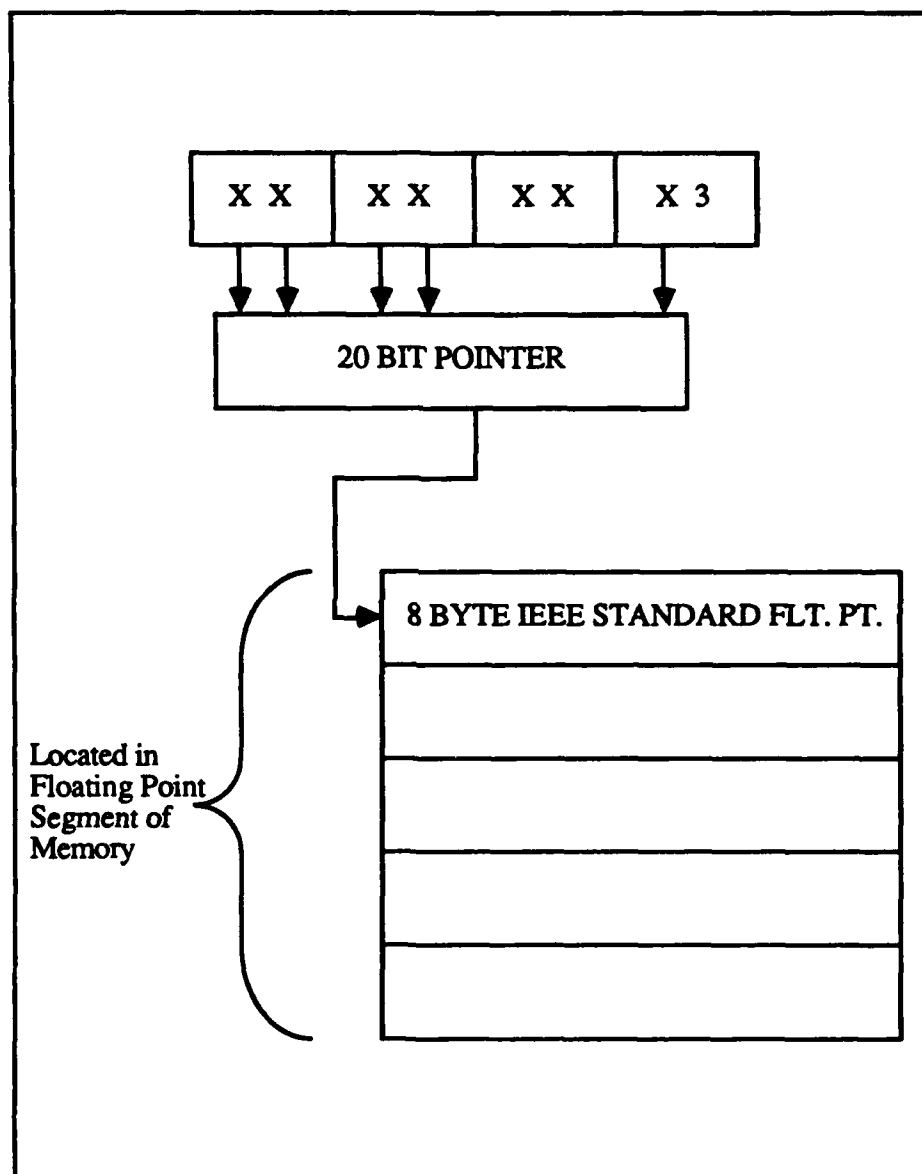 X X X X X X X 3
20 BIT POINTER
8 BYTE IEEE STANDARD FLT. PT.
Located in
Floating Point
Segment of
Memory